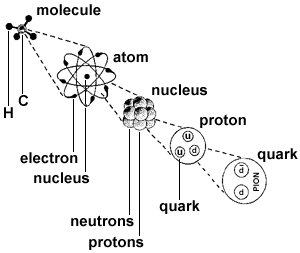 molecule
H
C
atom
electron
nucleus
nucleus
neutrons
protons
proton
u
u
d
quark
quark
d
d
PION